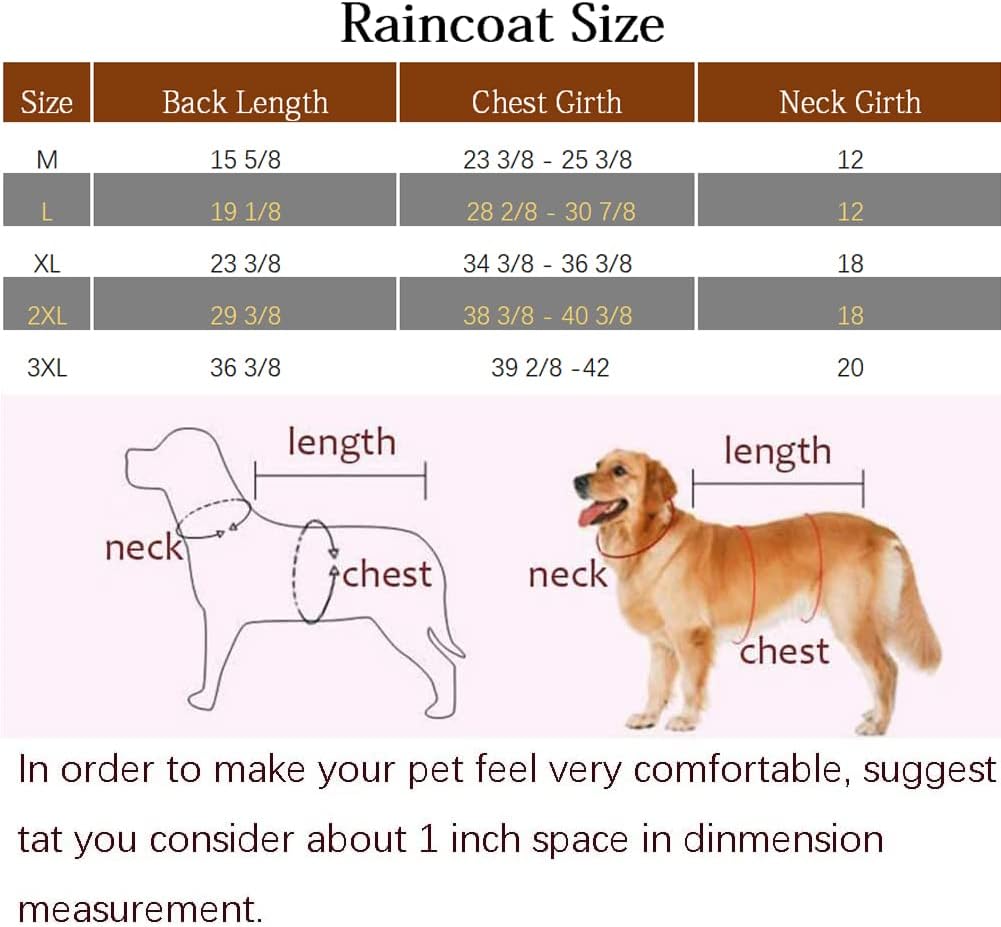 Raincoat Size
Size Back Length Chest Girth Neck Girth
M 15 5/8 23 3/8 - 25 3/8 12
L 19 1/8 28 2/8 - 30 7/8 12
XL 23 3/8 34 3/8 - 36 3/8 18
2XL 29 3/8 38 3/8 - 40 3/8 18
3XL 36 3/8 39 2/8 -42 20
length
neck
chest
length
neck
chest
In order to make your pet feel very comfortable, suggest
tat you consider about 1 inch space in dinmension
measurement.